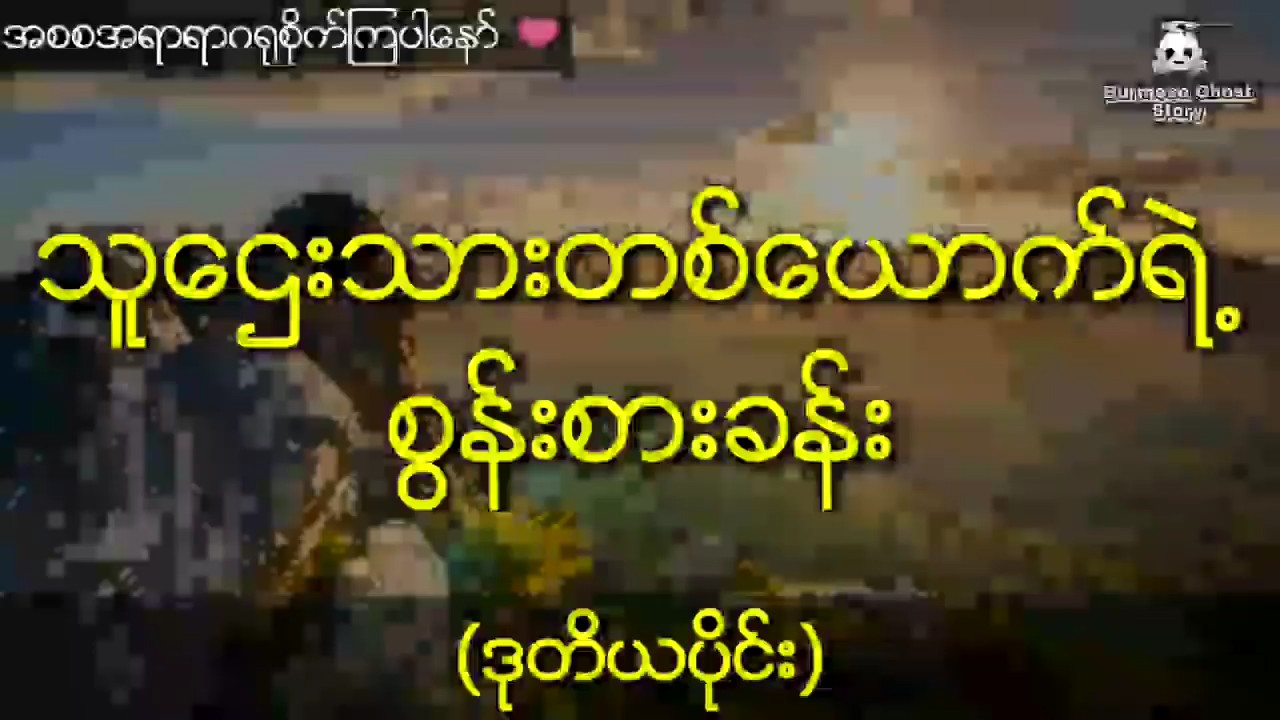 အစစအရာရာဂရုစိုက်ကြပါနော်
Burmese Ghost
Story
သူဌေးသားတစ်ယောက်ရဲ့
စွန်းစားခန်း
(ဒုတိယပိုင်း)